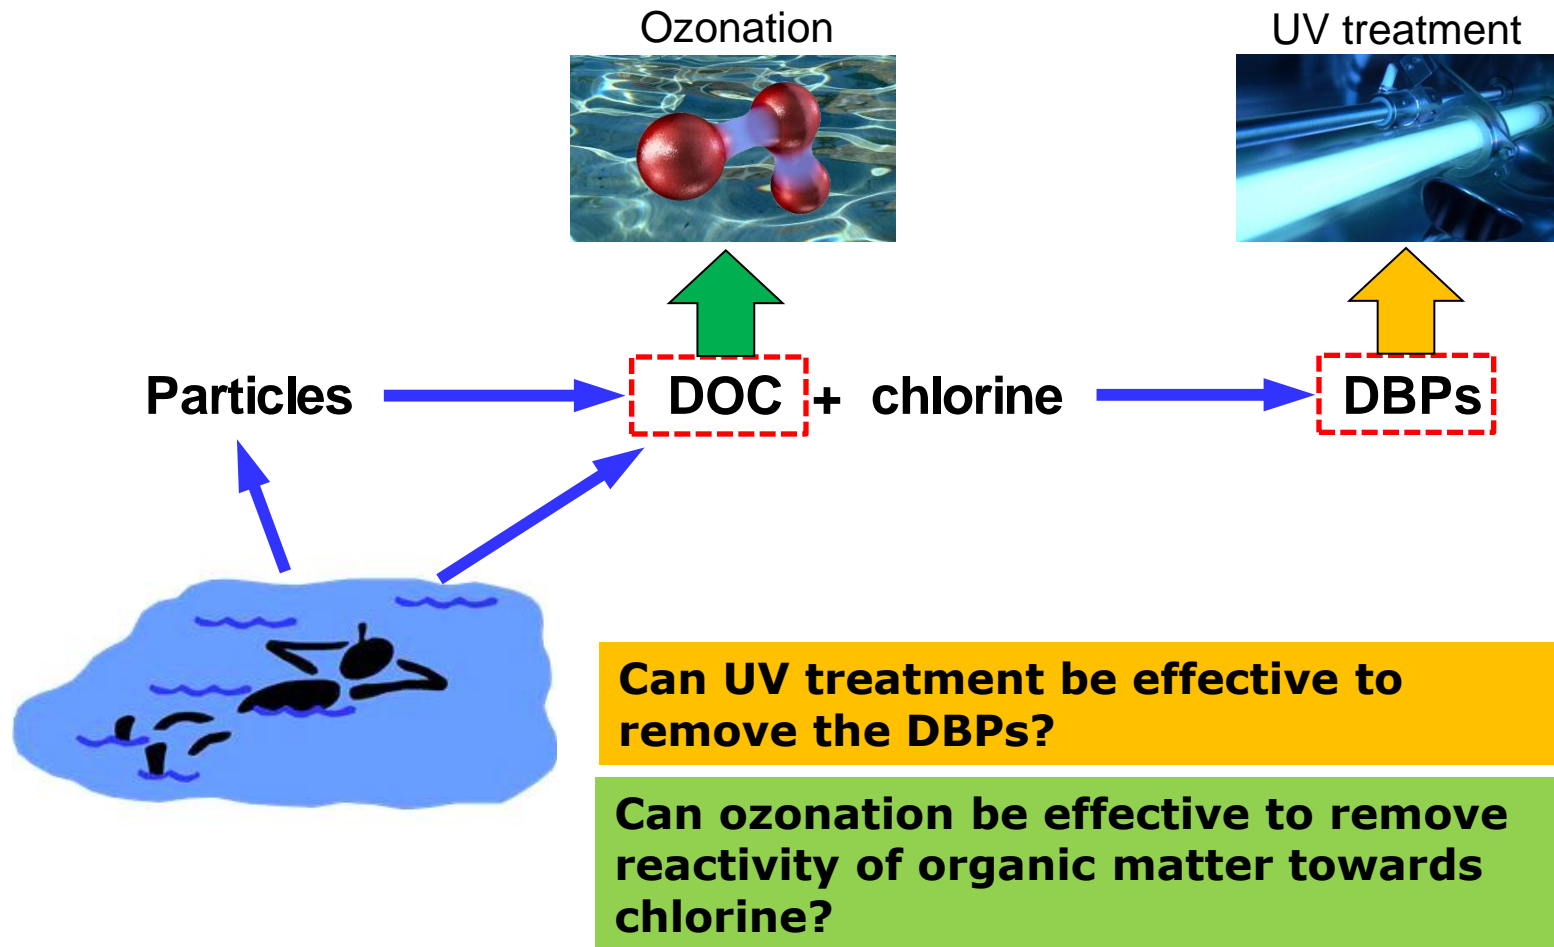 Ozonation
UV treatment
Particles
DOC + chlorine
DBPs
Can UV treatment be effective to
remove the DBPs?
Can ozonation be effective to remove
reactivity of organic matter towards
chlorine?